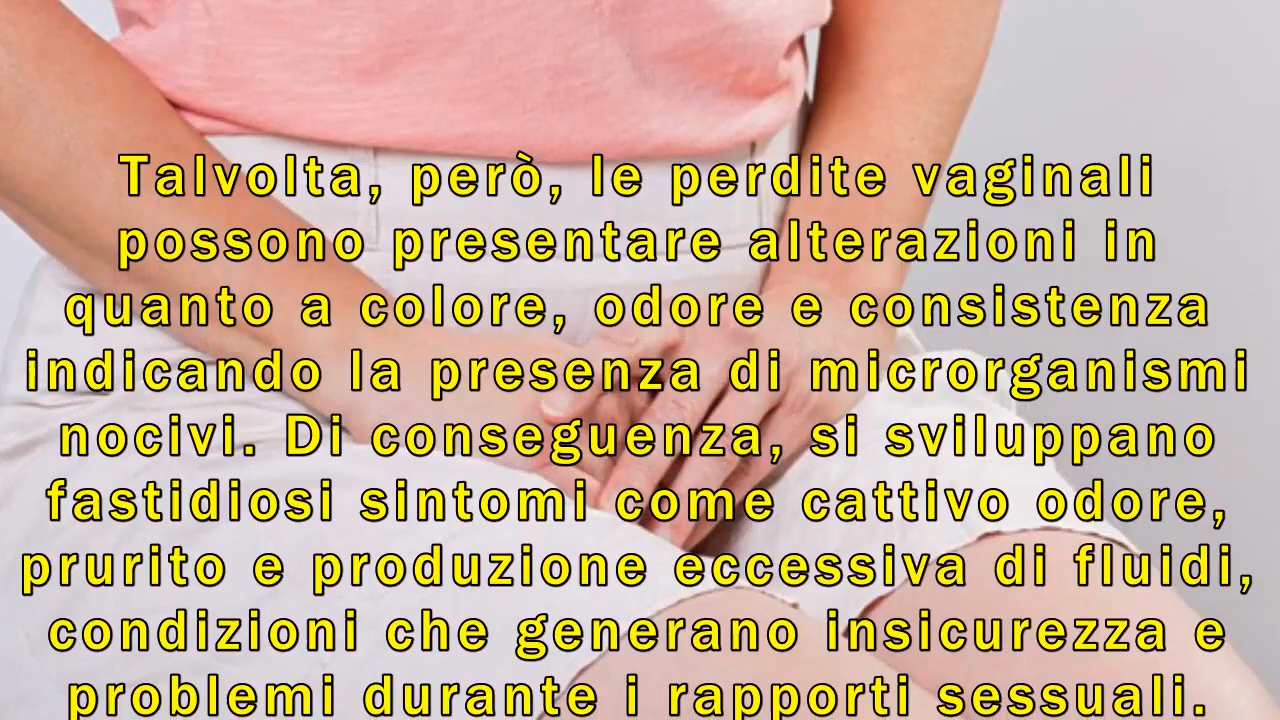 Talvolta, però, le perdite vaginali
possono presentare alterazioni in
quanto a colore, odore e consistenza
indicando la presenza di microrganismi
nocivi. Di conseguenza, si sviluppano
fastidiosi sintomi come cattivo odore,
prurito e produzione eccessiva di fluidi,
condizioni che generano insicurezza e
problemi durante i rapporti sessuali.